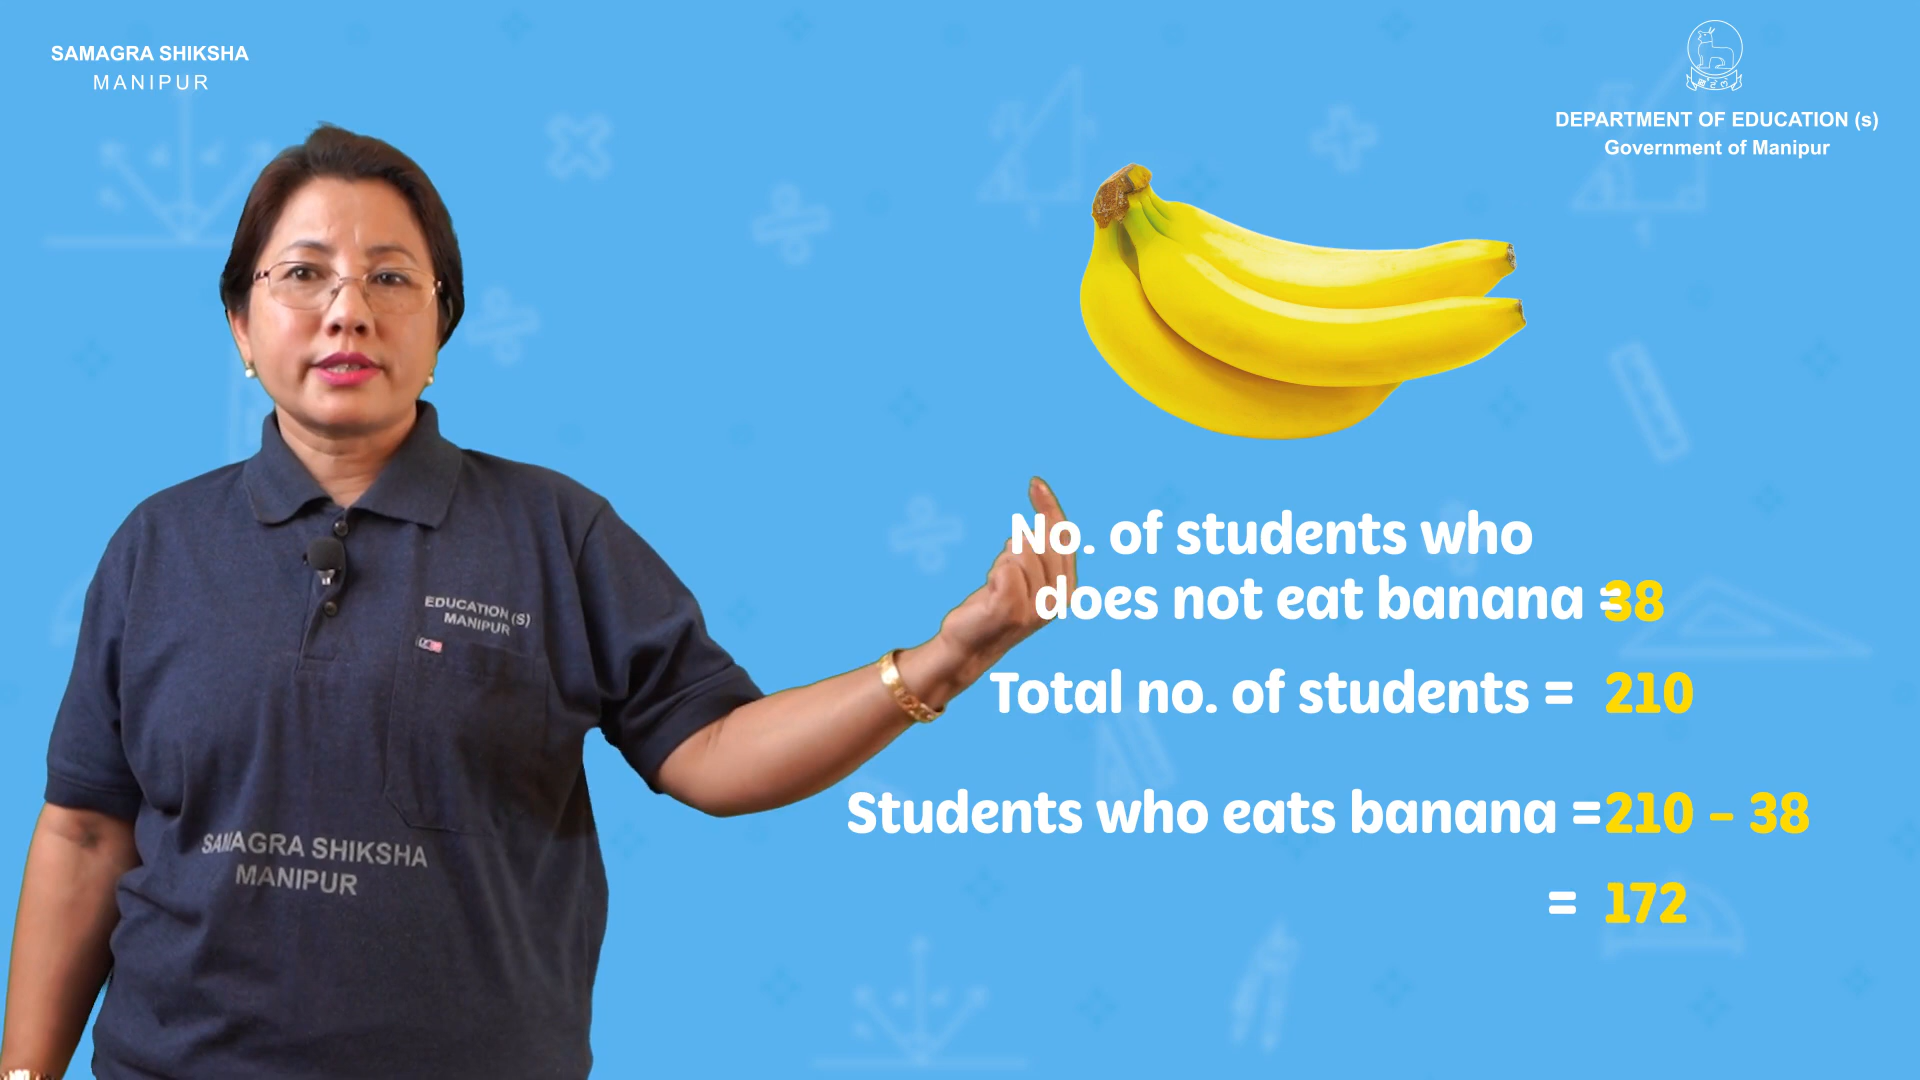 SAMAGRA SHIKSHA
MANIPUR
DEPARTMENT OF EDUCATION (s)
Government of Manipur
No. of students who
does not eat banana = 38
Total no. of students = 210
Students who eats banana = 210 – 38
= 172
EDUCATION (S)
MANIPUR
SAMAGRA SHIKSHA
MANIPUR